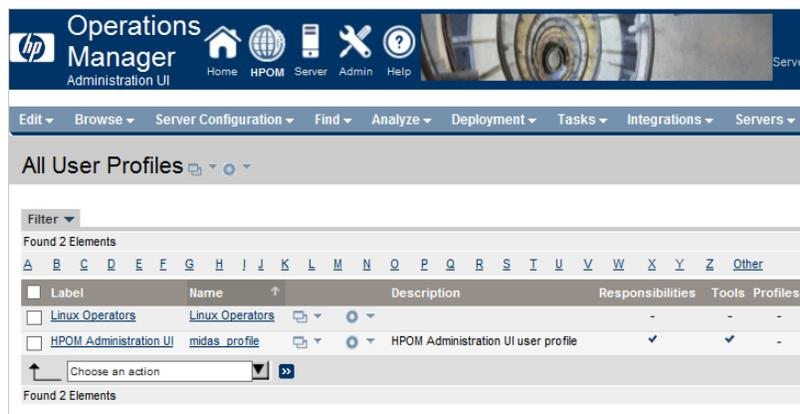 hp
Operations
Manager
Administration UI
Home HPOM Server Admin Help
Serve
Edit Browse Server Configuration Find Analyze Deployment Tasks Integrations Servers
All User Profiles
Filter
Found 2 Elements
A B C D E F G H I J K L M N O P Q R S T U V W X Y Z Other
Label Name Description Responsibilities Tools Profiles
Linux Operators Linux Operators - - -
HPOM Administration UI midas_profile HPOM Administration UI user profile -
Choose an action
Found 2 Elements